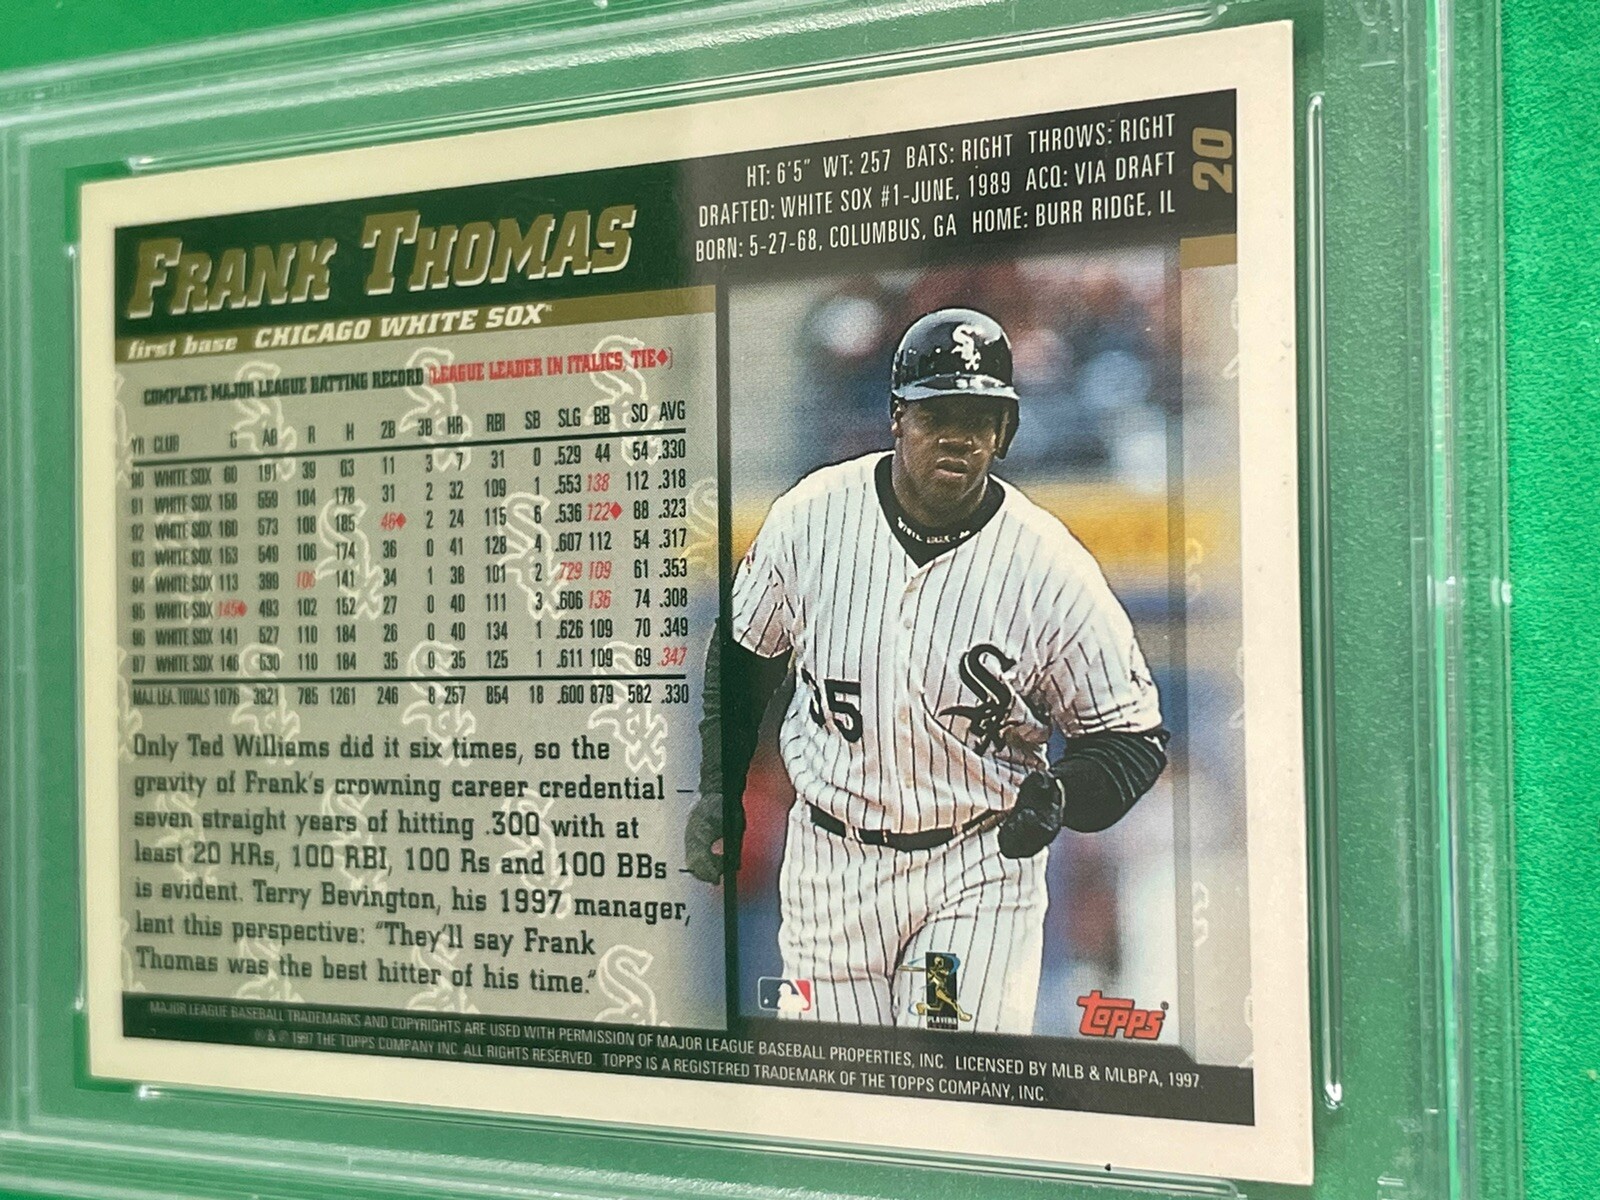 20
HT: 6'5" WT: 257 BATS: RIGHT THROWS: RIGHT
DRAFTED: WHITE SOX #1-JUNE, 1989 ACQ: VIA DRAFT
BORN: 5-27-68, COLUMBUS, GA HOME: BURR RIDGE, IL
FRANK THOMAS
first base CHICAGO WHITE SOX
COMPLETE MAJOR LEAGUE BATTING RECORD (LEAGUE LEADER IN ITALICS, TIE♦)
YR CLUB G AB R H 2B 3B HR RBI SB SLG BB SO AVG
90 WHITE SOX 60 191 39 63 11 3 7 31 0 .529 44 54 .330
91 WHITE SOX 158 559 104 178 31 2 32 109 1 .553 138 112 .318
92 WHITE SOX 160 573 108 185 46♦ 2 24 115 6 .536 122♦ 88 .323
93 WHITE SOX 153 549 106 174 36 0 41 128 4 .607 112 54 .317
94 WHITE SOX 113 399 106 141 34 1 38 101 2 .729 109 61 .353
95 WHITE SOX 145♦ 493 102 152 27 0 40 111 3 .606 136 74 .308
96 WHITE SOX 141 527 110 184 26 0 40 134 1 .626 109 70 .349
97 WHITE SOX 146 530 110 184 35 0 35 125 1 .611 109 69 .347
MAJ. LEA. TOTALS 1076 3821 785 1261 246 8 257 854 18 .600 879 582 .330
Only Ted Williams did it six times, so the
gravity of Frank's crowning career credential –
seven straight years of hitting .300 with at
least 20 HRs, 100 RBI, 100 Rs and 100 BBs –
is evident. Terry Bevington, his 1997 manager,
lent this perspective: "They'll say Frank
Thomas was the best hitter of his time."
35
Sox
PLAYERS
TOPPS
MAJOR LEAGUE BASEBALL TRADEMARKS AND COPYRIGHTS ARE USED WITH PERMISSION OF MAJOR LEAGUE BASEBALL PROPERTIES, INC. LICENSED BY MLB & MLBPA, 1997.
® & © 1997 THE TOPPS COMPANY INC. ALL RIGHTS RESERVED. TOPPS IS A REGISTERED TRADEMARK OF THE TOPPS COMPANY, INC.